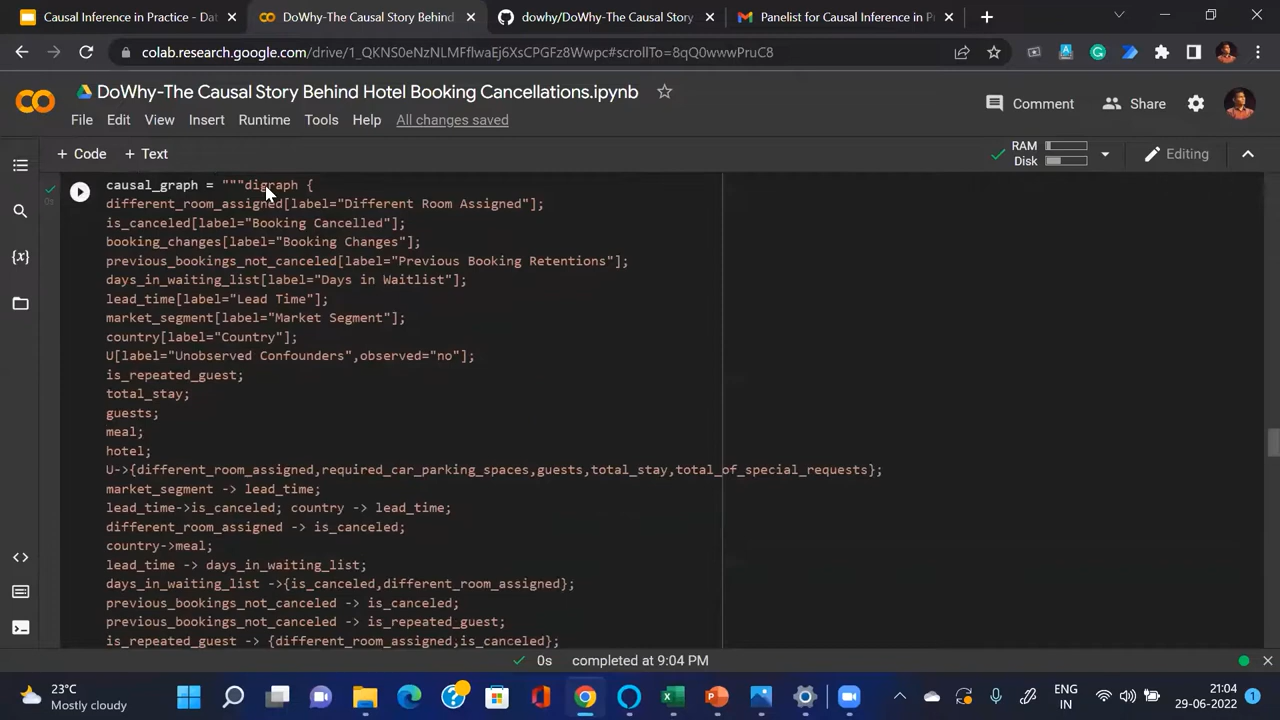 Causal Inference in Practice - Dat
DoWhy-The Causal Story Behind
dowhy/DoWhy-The Causal Story
Panelist for Causal Inference in P
colab.research.google.com/drive/1_QKNS0eNzNLMFflwaEj6XsCPGFz8Wwpc#scrollTo=8qQ0wwwPruC8
DoWhy-The Causal Story Behind Hotel Booking Cancellations.ipynb
Comment
Share
File Edit View Insert Runtime Tools Help All changes saved
+ Code + Text
RAM
Disk
Editing
causal_graph = """digraph {
different_room_assigned[label="Different Room Assigned"];
is_canceled[label="Booking Cancelled"];
booking_changes[label="Booking Changes"];
previous_bookings_not_canceled[label="Previous Booking Retentions"];
days_in_waiting_list[label="Days in Waitlist"];
lead_time[label="Lead Time"];
market_segment[label="Market Segment"];
country[label="Country"];
U[label="Unobserved Confounders",observed="no"];
is_repeated_guest;
total_stay;
guests;
meal;
hotel;
U->{different_room_assigned,required_car_parking_spaces,guests,total_stay,total_of_special_requests};
market_segment -> lead_time;
lead_time->is_canceled; country -> lead_time;
different_room_assigned -> is_canceled;
country->meal;
lead_time -> days_in_waiting_list;
days_in_waiting_list ->{is_canceled,different_room_assigned};
previous_bookings_not_canceled -> is_canceled;
previous_bookings_not_canceled -> is_repeated_guest;
is_repeated_guest -> {different_room_assigned,is_canceled};
0s
0s completed at 9:04 PM
23°C
Mostly cloudy
ENG
IN
21:04
29-06-2022
1